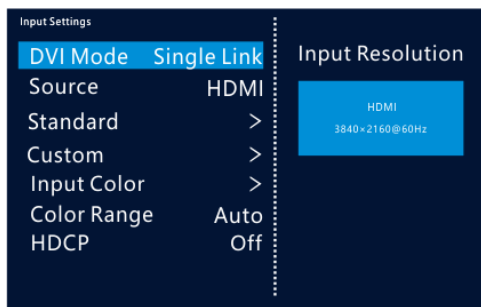 Input Settings
DVI Mode Single Link
Source HDMI
Standard >
Custom >
Input Color >
Color Range Auto
HDCP Off
Input Resolution
HDMI
3840×2160@60Hz